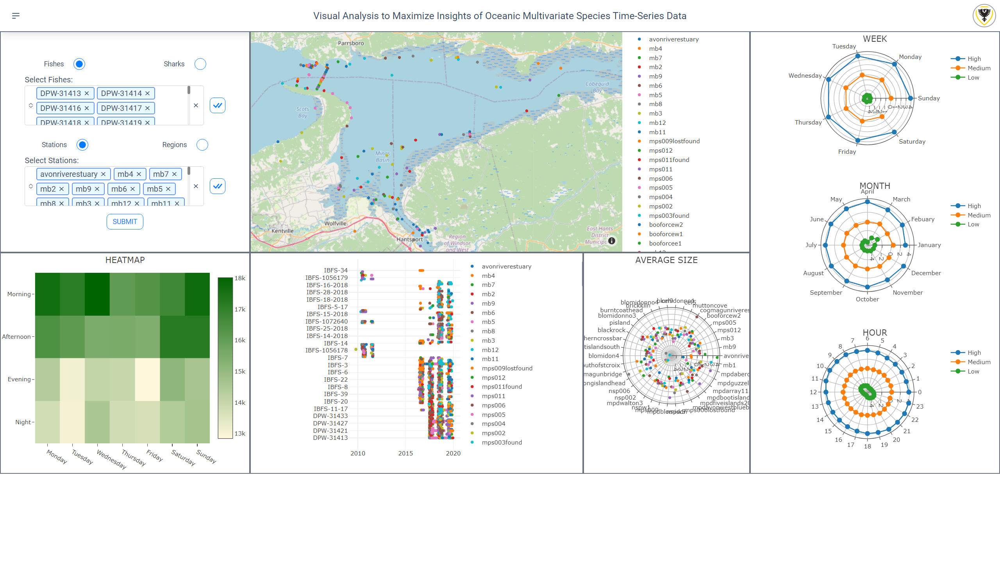 Visual Analysis to Maximize Insights of Oceanic Multivariate Species Time-Series Data
Fishes
Sharks
Select Fishes:
DPW-31413 × DPW-31414 ×
DPW-31416 × DPW-31417 ×
DPW-31418 × DPW-31419 ×
Stations
Regions
Select Stations:
avonriverestuary × mb4 × mb7 ×
mb2 × mb9 × mb6 × mb5 ×
mb8 × mb3 × mb12 × mb11 ×
SUBMIT
Parrsboro
Cobequid
Bay
Scots
Bay
Minas
Basin
Wolfville
Kentville
Hantsport
Region
of Windsor
and West
East Hants
District
avonriverestuary
mb4
mb7
mb2
mb9
mb6
mb5
mb8
mb3
mb12
mb11
mps009lostfound
mps012
mps011found
mps011
mps006
mps005
mps004
mps002
mps003found
booforcew2
booforcew1
booforcee1
WEEK
Tuesday
Monday
Wednesday
Sunday
Thursday
Saturday
Friday
High
Medium
Low
MONTH
April
May
March
June
Febuary
July
January
August
December
September
November
October
−4
−2
0
2
4
High
Medium
Low
HOUR
6
7
5
8
4
9
3
10
2
11
1
12
0
13
23
14
22
15
21
16
20
17
19
18
High
Medium
Low
HEATMAP
Morning
Afternoon
Evening
Night
Monday
Tuesday
Wednesday
Thursday
Friday
Saturday
Sunday
18k
17k
16k
15k
14k
13k
IBFS-34
IBFS-1056179
IBFS-16-2018
IBFS-28-2018
IBFS-18-2018
IBFS-5-17
IBFS-15-2018
IBFS-1072640
IBFS-25-2018
IBFS-14-2018
IBFS-14
IBFS-1056178
IBFS-7
IBFS-3
IBFS-6
IBFS-22
IBFS-8
IBFS-39
IBFS-20
IBFS-11-17
DPW-31433
DPW-31427
DPW-31421
DPW-31413
2010
2015
2020
avonriverestuary
mb4
mb7
mb2
mb9
mb6
mb5
mb8
mb3
mb12
mb11
mps009lostfound
mps012
mps011found
mps011
mps006
mps005
mps004
mps002
mps003found
AVERAGE SIZE
blomidonno4
brickkiln
burntcoathead
blomidonno3
pisland
blackrock
herncrossbar
tislandsouth
blomidon4
outhofstcroix
magunbridge
ongislandhead
nsp006
nsp002
mpdwalton3
nspw1
mps009
muttoncove
cogmagunriveres
booforcew2
mps005
mps012
mb3
mb9
avonrive
mb1
mpdaberc
mpdguzzel
mpdarray11
mpdbootisland
mpdfiveislands20
mpdavonwestblueb
mps006lostfound